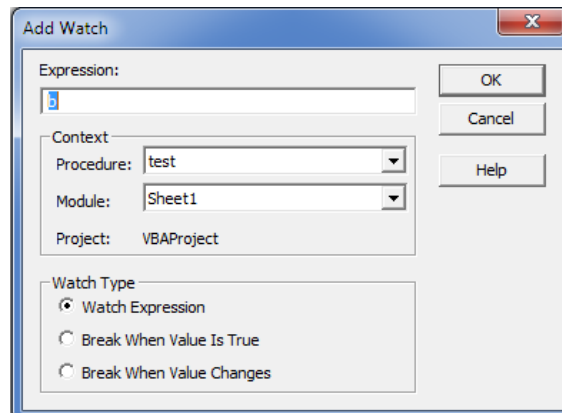 Add Watch
X
Expression:
b
OK
Cancel
Help
Context
Procedure: test
Module: Sheet1
Project: VBAProject
Watch Type
Watch Expression
Break When Value Is True
Break When Value Changes